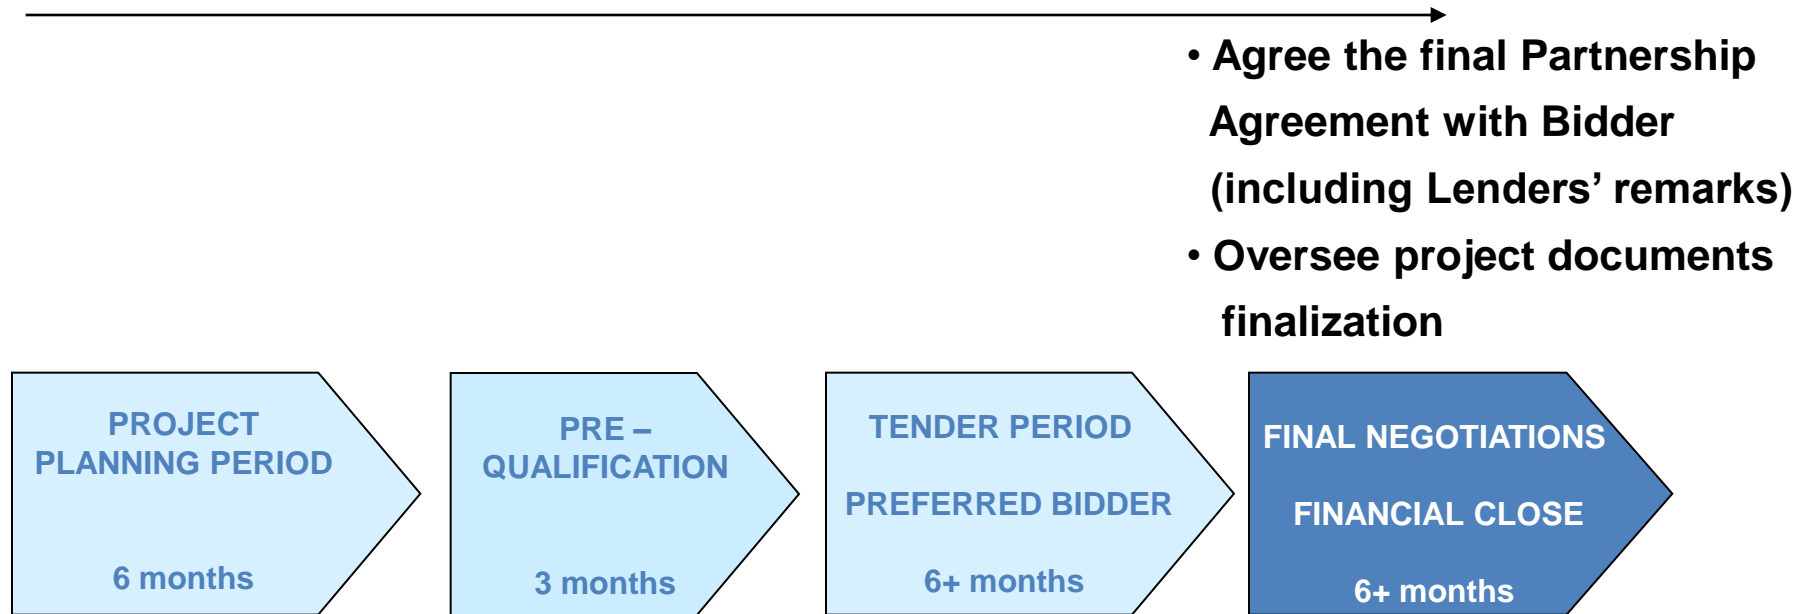 • Agree the final Partnership
Agreement with Bidder
(including Lenders’ remarks)
• Oversee project documents
finalization
PROJECT
PLANNING PERIOD
6 months
PRE –
QUALIFICATION
3 months
TENDER PERIOD
PREFERRED BIDDER
6+ months
FINAL NEGOTIATIONS
FINANCIAL CLOSE
6+ months